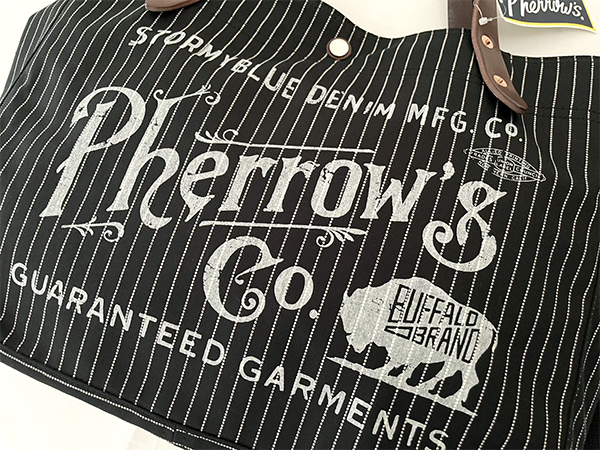 Pherrow's.
STORMYBLUE DENIM MFG. Co.
Pherrow's
Co.
BUFFALO
BRAND
GUARANTEED GARMENTS